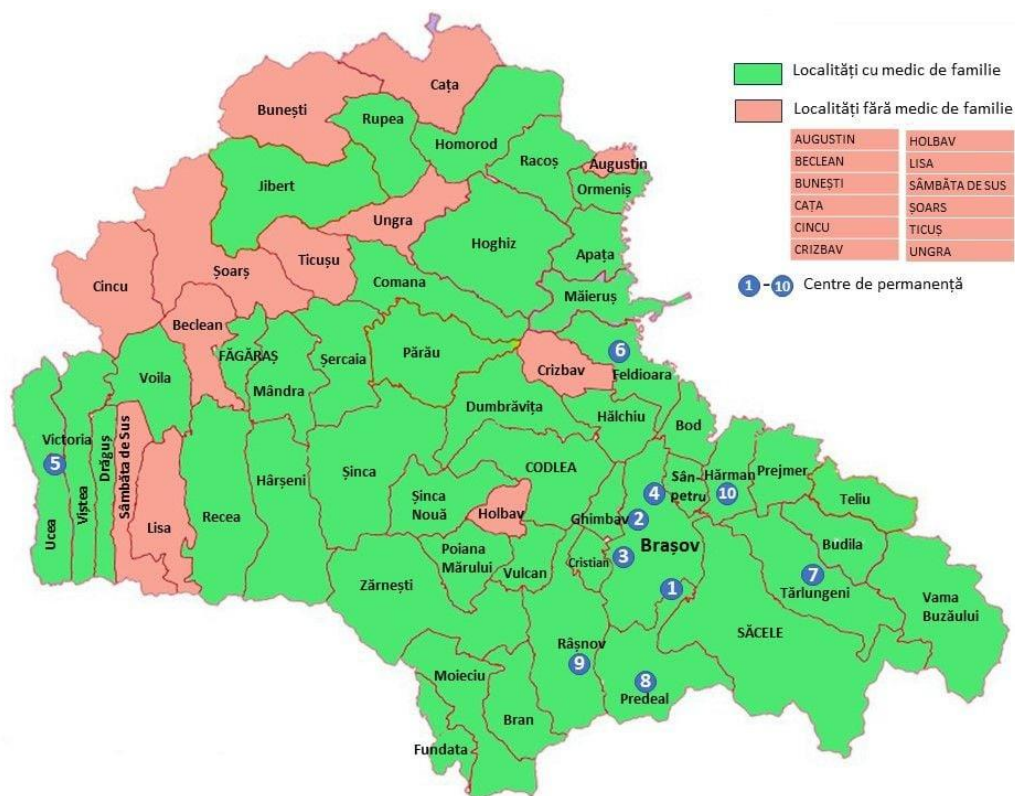 Localități cu medic de familie
Localități fără medic de familie
AUGUSTIN
BECLEAN
BUNEȘTI
CAȚA
CINCU
CRIZBAV
HOLBAV
LISA
SÂMBĂTA DE SUS
ȘOARS
TICUȘ
UNGRA
1 - 10 Centre de permanență
Cața
Bunești
Rupea
Homorod
Racoș
Augustin
Ormeniș
Jibert
Ungra
Hoghiz
Apața
Ticușu
Șoarș
Comana
Cincu
Măieruș
Beclean
FĂGĂRAȘ
Mândra
Șercaia
Părău
Crizbav
6
Feldioara
Voila
Dumbrăvița
Hălchiu
Bod
Victoria
5
Ucea
Viștea
Drăguș
Sâmbăta de Sus
Lisa
Recea
Hârșeni
Șinca
Șinca
Nouă
CODLEA
Holbav
Ghimbav
4
2
Sân-
petru
Hărman
10
Prejmer
Teliu
Budila
Brașov
3
Cristian
1
7
Tărlungeni
Vama
Buzăului
Poiana
Mărului
Vulcan
Zărnești
SĂCELE
Râșnov
9
8
Predeal
Moieciu
Bran
Fundata